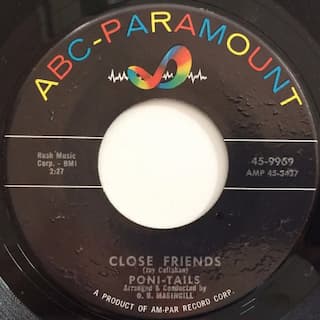 ABC-PARAMOUNT
Rush Music
Corp. - BMI
2:27
45-9969
AMP 45-3437
CLOSE FRIENDS
(Joy Callahan)
PONI-TAILS
Arranged & Conducted by
O. B. MASINGILL
A PRODUCT OF AM-PAR RECORD CORP.